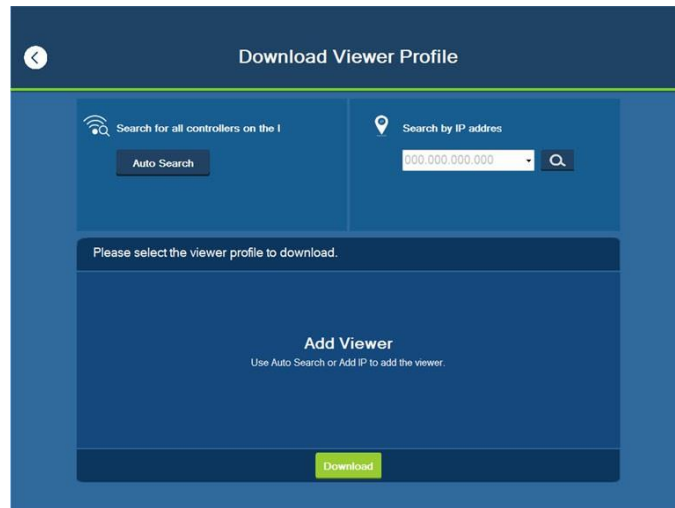 Download Viewer Profile
Search for all controllers on the l
Auto Search
Search by IP addres
000.000.000.000
Please select the viewer profile to download.
Add Viewer
Use Auto Search or Add IP to add the viewer.
Download